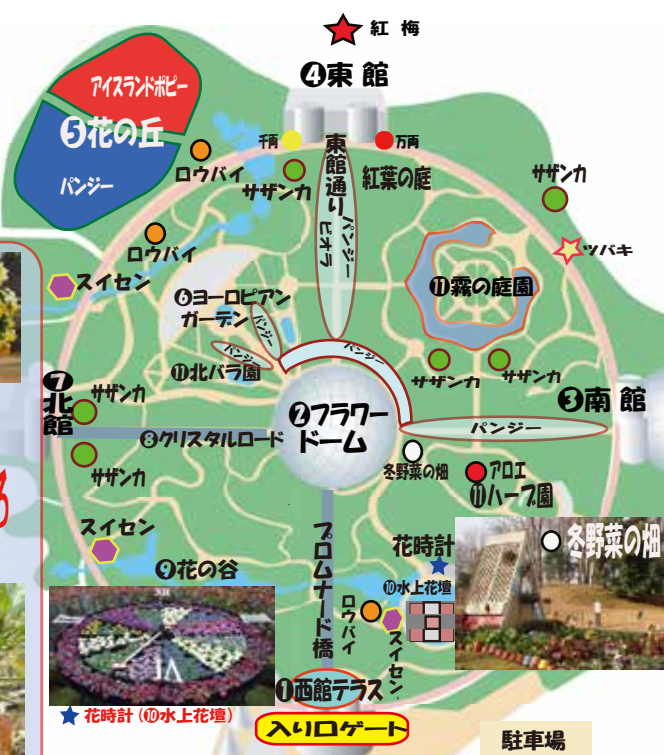 紅 梅
❹東 館
アイスランドポピー
❺花の丘
パンジー
千両
万両
ロウバイ
サザンカ
東館通り
パンジー
ビオラ
紅葉の庭
サザンカ
ツバキ
ロウバイ
スイセン
❻ヨーロピアン
ガーデン
パンジー
パンジー
パンジー
⓫霧の庭園
⓫北バラ園
サザンカ
サザンカ
❼北館
サザンカ
❷フラワー
ドーム
❸南 館
パンジー
❽クリスタルロード
サザンカ
冬野菜の畑
アロエ
⓫ハーブ園
ろ
スイセン
プロムナード橋
花時計
冬野菜の畑
❾花の谷
❿水上花壇
ロウバイ
スイセン
XII
VI
❶西館テラス
花時計(❿水上花壇)
入り口ゲート
駐車場